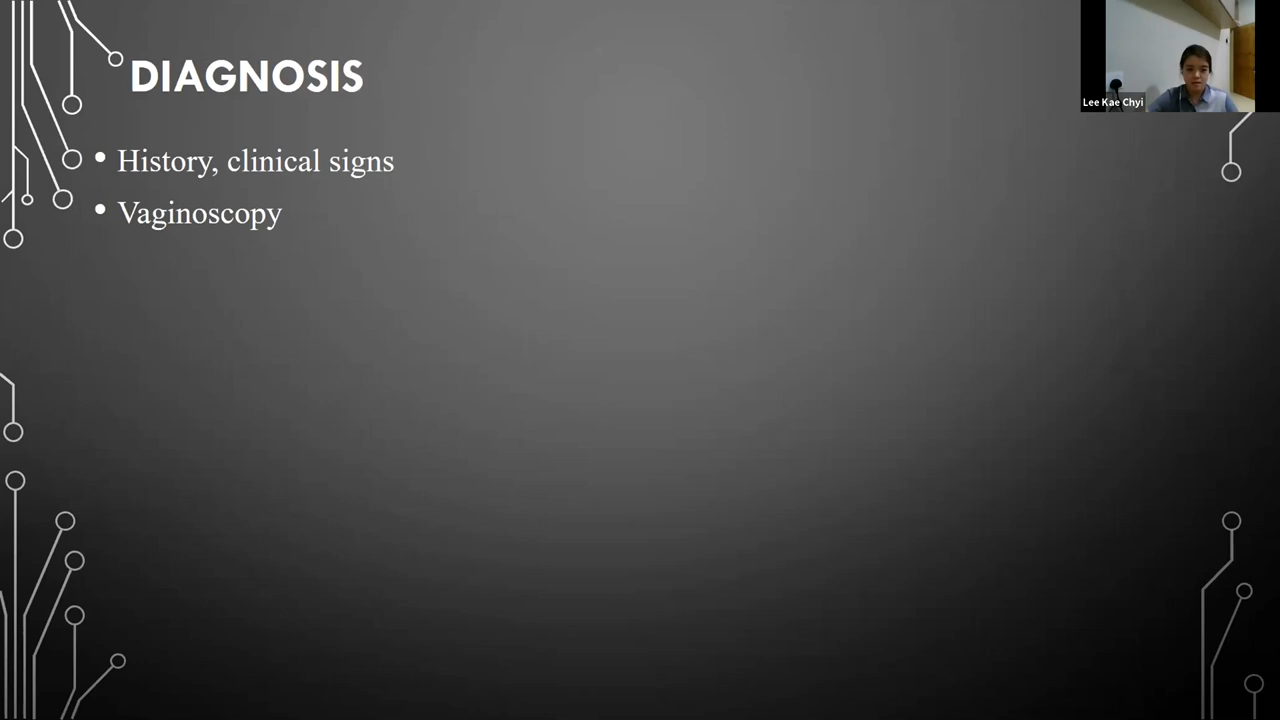 DIAGNOSIS
• History, clinical signs
• Vaginoscopy
Lee Kae Chyi